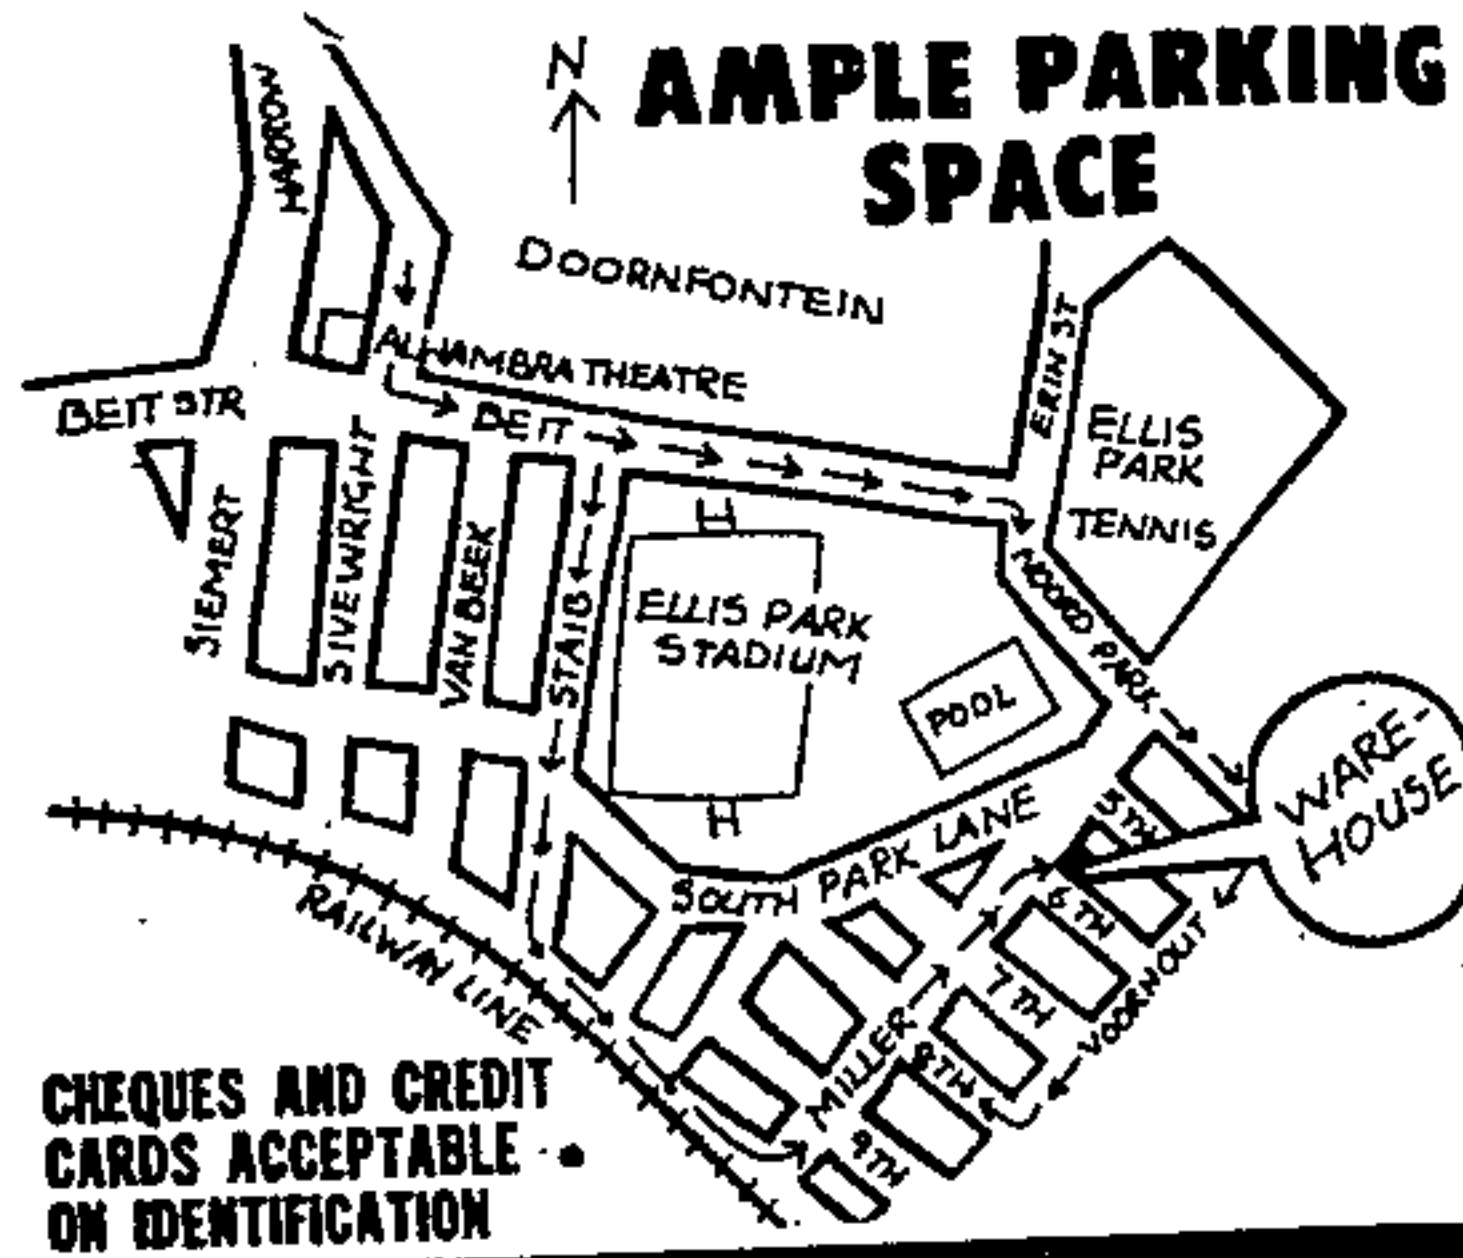 N
AMPLE PARKING
SPACE
HARROW
DOORNFONTEIN
ALHAMBRA THEATRE
BEIT STR
BEIT
ERIN ST
ELLIS
PARK
TENNIS
SIEMERT
SIVEWRIGHT
VAN BEEK
STAIB
ELLIS PARK
STADIUM
NOORD PARK
POOL
WARE-
HOUSE
SOUTH PARK LANE
5TH
6TH
7TH
8TH
9TH
MILLER
VOORNOUT
RAILWAY LINE
CHEQUES AND CREDIT
CARDS ACCEPTABLE
ON IDENTIFICATION